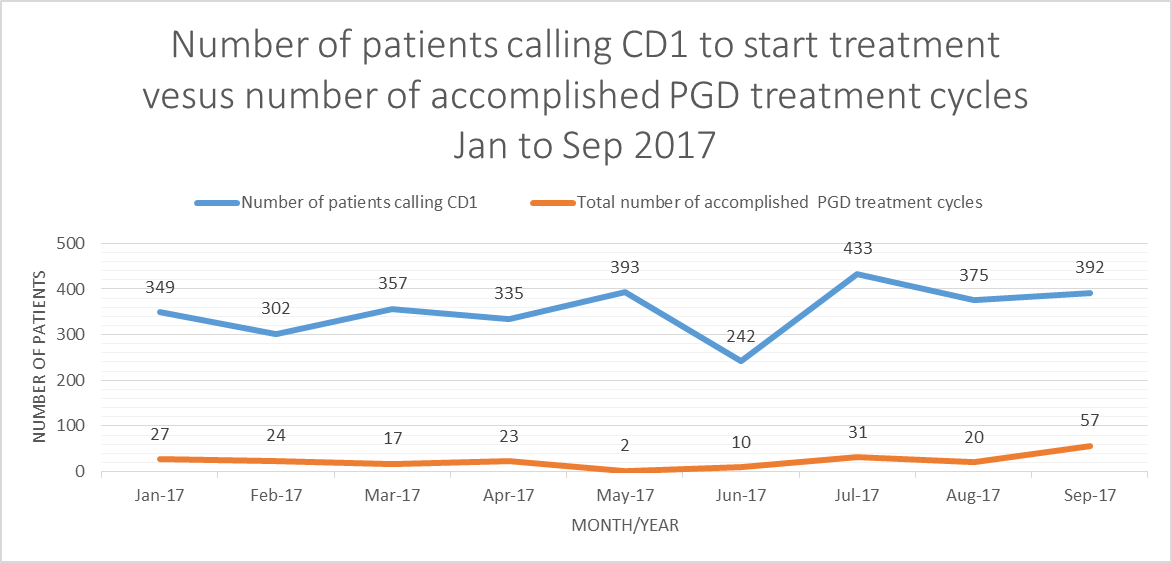 Number of patients calling CD1 to start treatment
vesus number of accomplished PGD treatment cycles
Jan to Sep 2017
Number of patients calling CD1 Total number of accomplished PGD treatment cycles
NUMBER OF PATIENTS
500
400
300
200
100
0
349 302 357 335 393 242 433 375 392
27 24 17 23 2 10 31 20 57
Jan-17 Feb-17 Mar-17 Apr-17 May-17 Jun-17 Jul-17 Aug-17 Sep-17
MONTH/YEAR